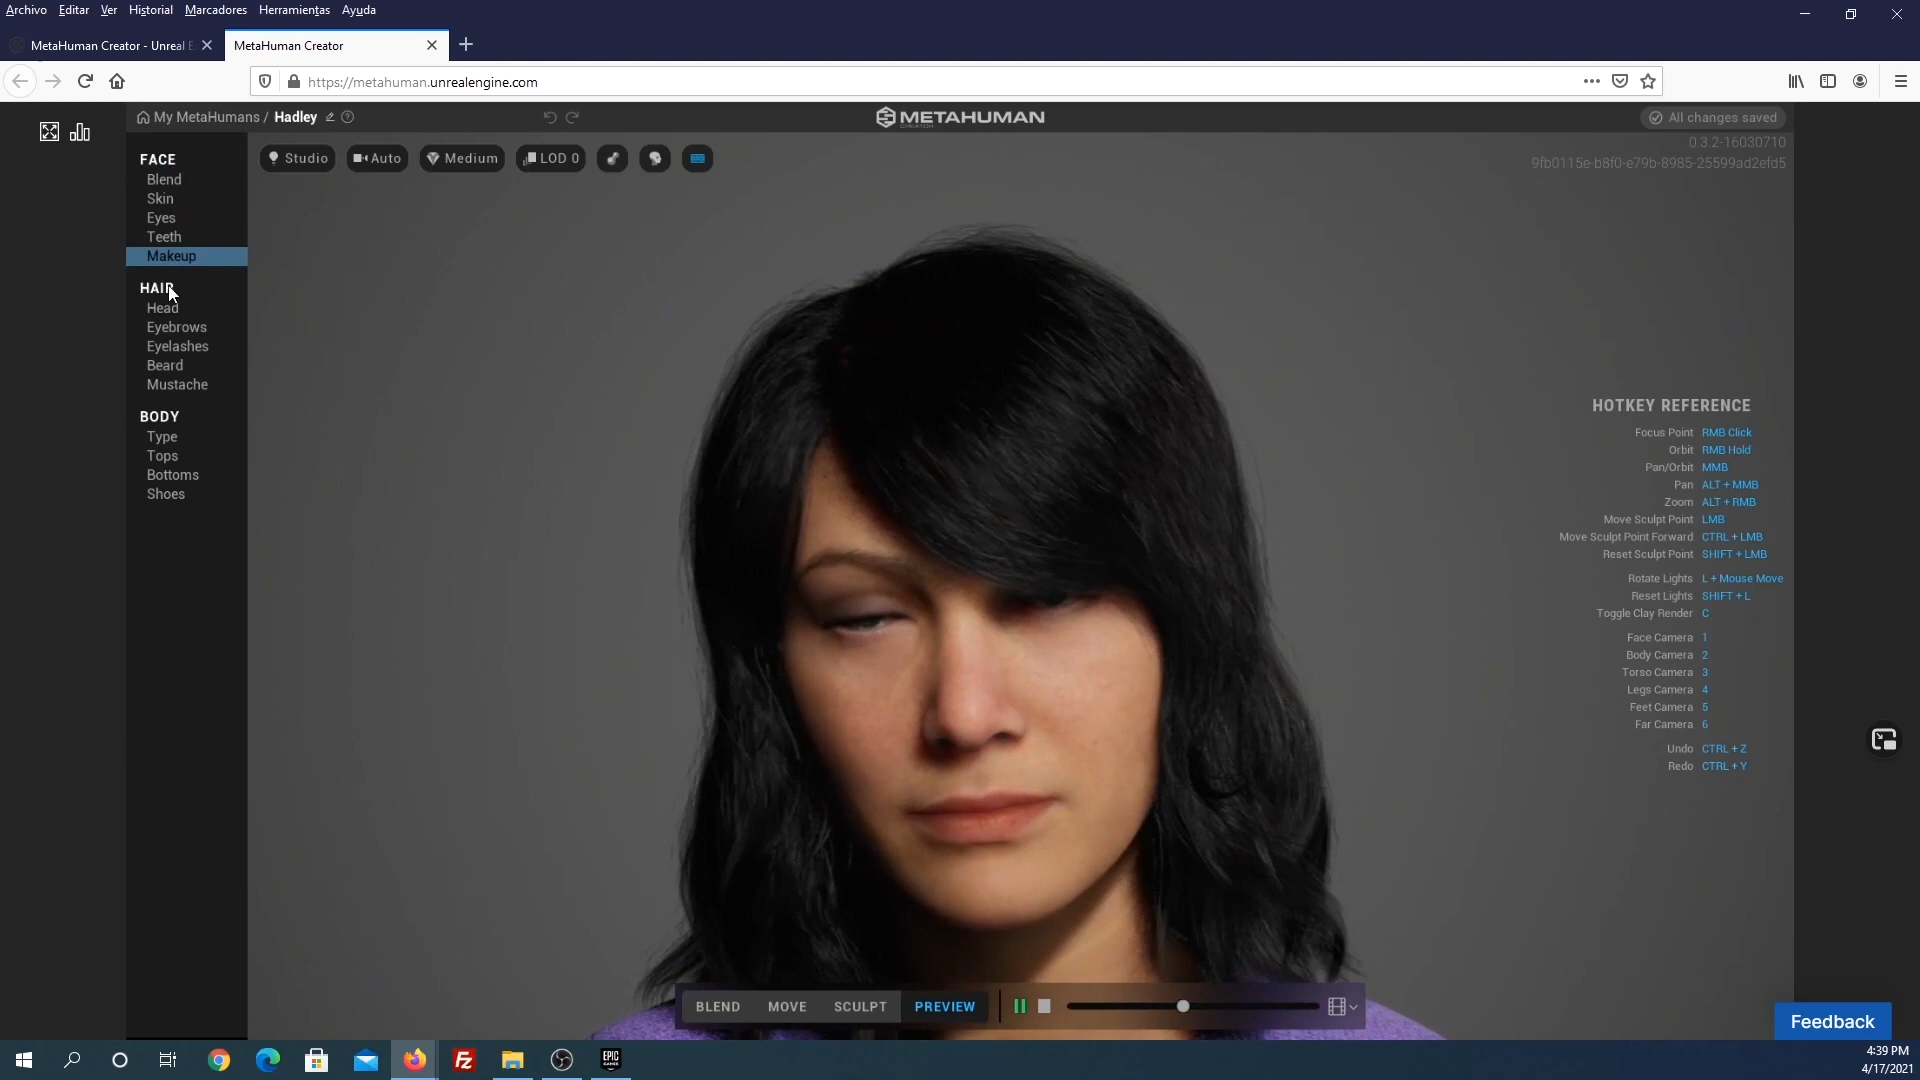 Archivo Editar Ver Historial Marcadores Herramientas Ayuda
MetaHuman Creator - Unreal E
MetaHuman Creator
https://metahuman.unrealengine.com
My MetaHumans / Hadley
METAHUMAN
CREATOR
All changes saved
0.3.2-16030710
9fb0115e-b8f0-e79b-8985-25599ad2efd5
Studio
Auto
Medium
LOD 0
FACE
Blend
Skin
Eyes
Teeth
Makeup
HAIR
Head
Eyebrows
Eyelashes
Beard
Mustache
BODY
Type
Tops
Bottoms
Shoes
HOTKEY REFERENCE
Focus Point RMB Click
Orbit RMB Hold
Pan/Orbit MMB
Pan ALT + MMB
Zoom ALT + RMB
Move Sculpt Point LMB
Move Sculpt Point Forward CTRL + LMB
Reset Sculpt Point SHIFT + LMB
Rotate Lights L + Mouse Move
Reset Lights SHIFT + L
Toggle Clay Render C
Face Camera 1
Body Camera 2
Torso Camera 3
Legs Camera 4
Feet Camera 5
Far Camera 6
Undo CTRL + Z
Redo CTRL + Y
BLEND MOVE SCULPT PREVIEW
Feedback
Fz
EPIC
GAMES
4:39 PM
4/17/2021